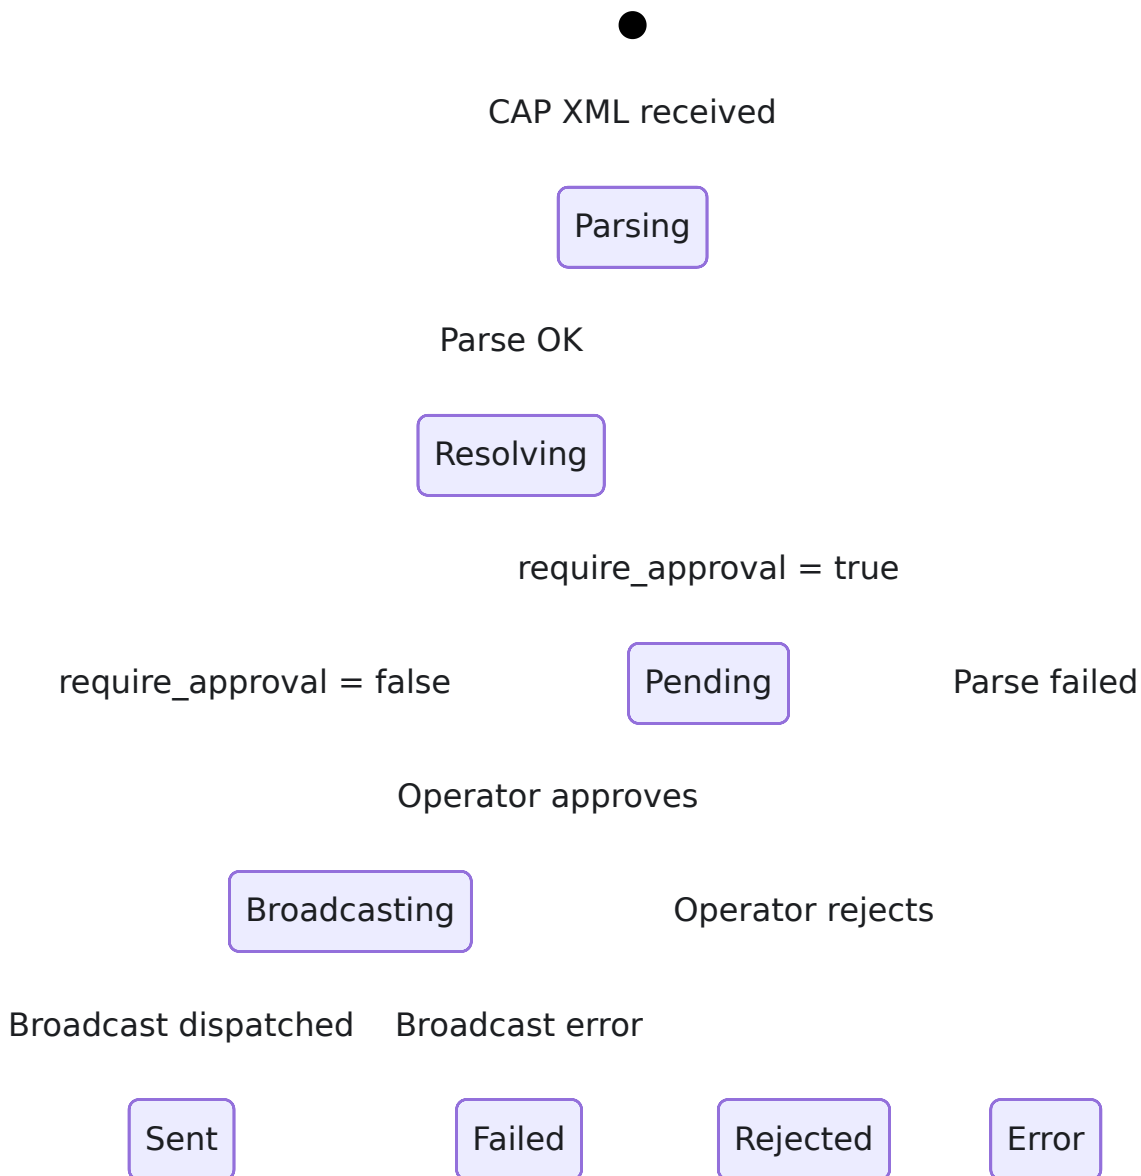 CAP XML received
Parsing
Parse OK
Resolving
require_approval = true
require_approval = false
Pending
Parse failed
Operator approves
Broadcasting
Operator rejects
Broadcast dispatched
Broadcast error
Sent
Failed
Rejected
Error